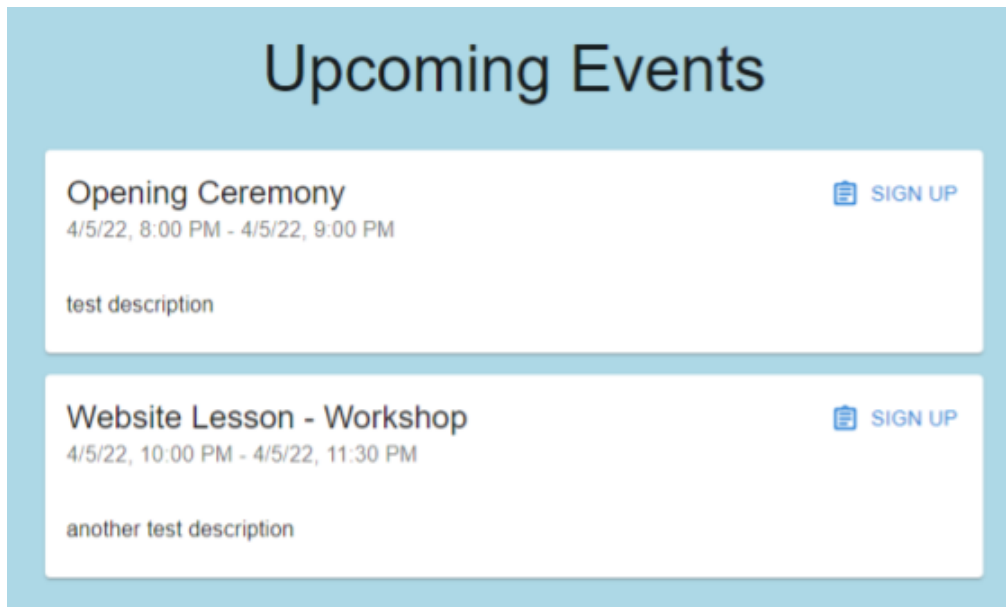 Upcoming Events
Opening Ceremony
SIGN UP
4/5/22, 8:00 PM - 4/5/22, 9:00 PM
test description
Website Lesson - Workshop
SIGN UP
4/5/22, 10:00 PM - 4/5/22, 11:30 PM
another test description